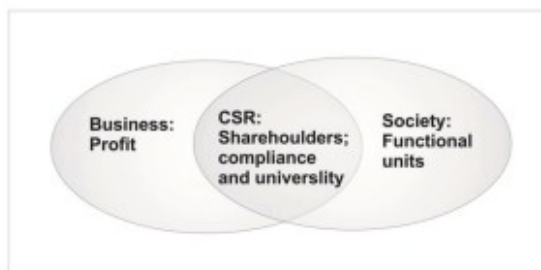 Business:
Profit
CSR:
Sharehoulders;
compliance
and universlity
Society:
Functional
units